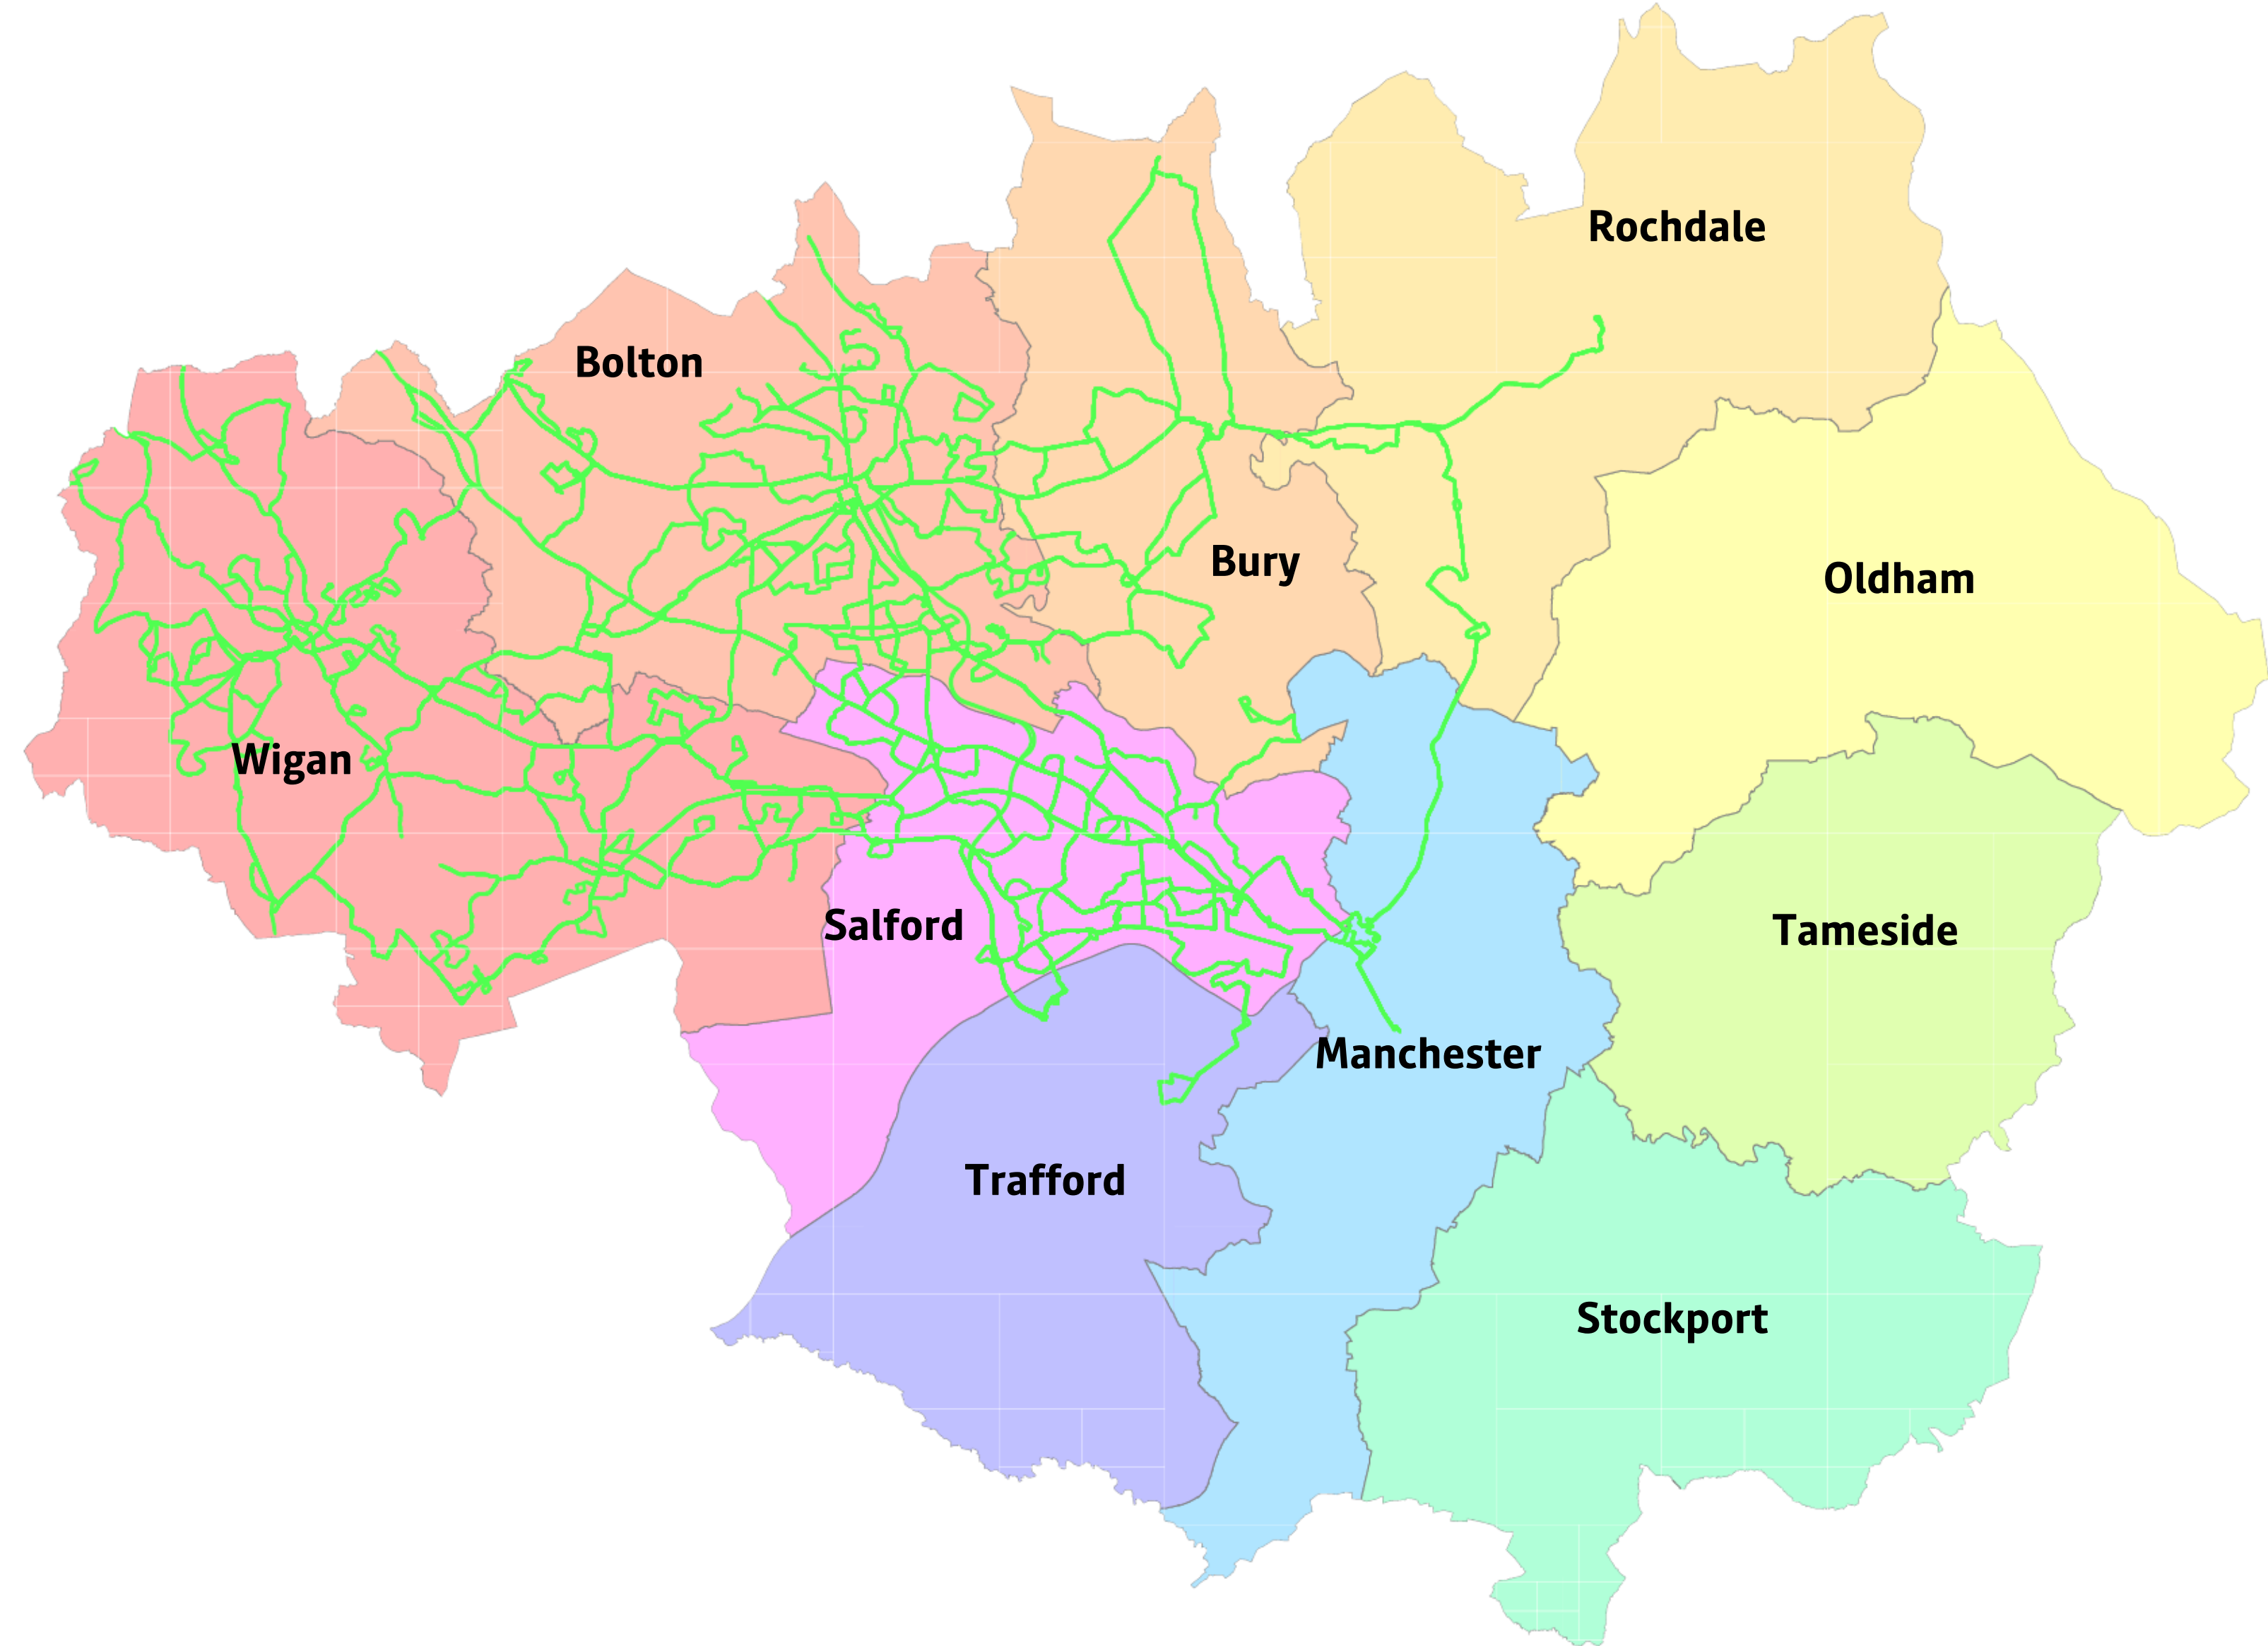 Rochdale
Bolton
Bury
Oldham
Wigan
Salford
Tameside
Manchester
Trafford
Stockport